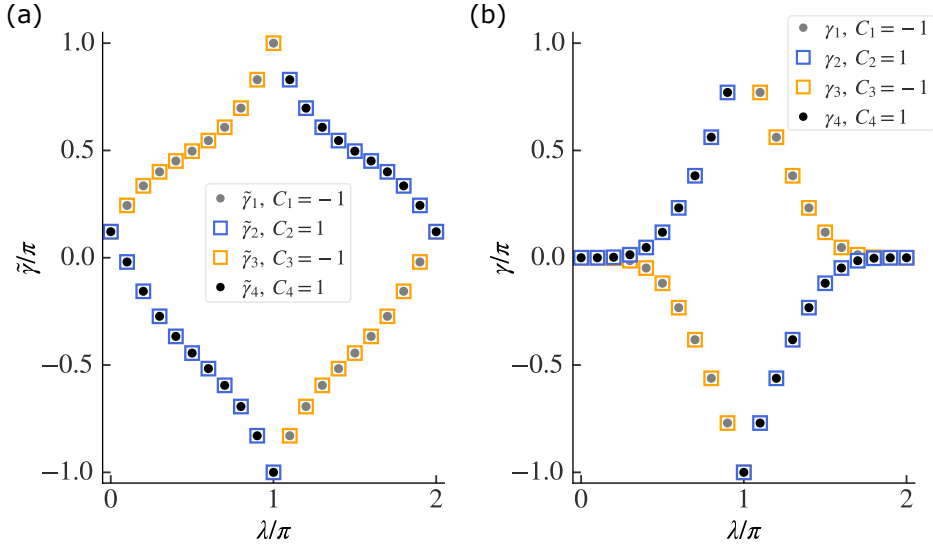 (a)
1.0
0.5
0.0
−0.5
−1.0
γ̃/π
γ̃₁, C₁ = −1
γ̃₂, C₂ = 1
γ̃₃, C₃ = −1
γ̃₄, C₄ = 1
0
1
2
λ/π
(b)
1.0
0.5
0.0
−0.5
−1.0
γ/π
γ₁, C₁ = −1
γ₂, C₂ = 1
γ₃, C₃ = −1
γ₄, C₄ = 1
0
1
2
λ/π